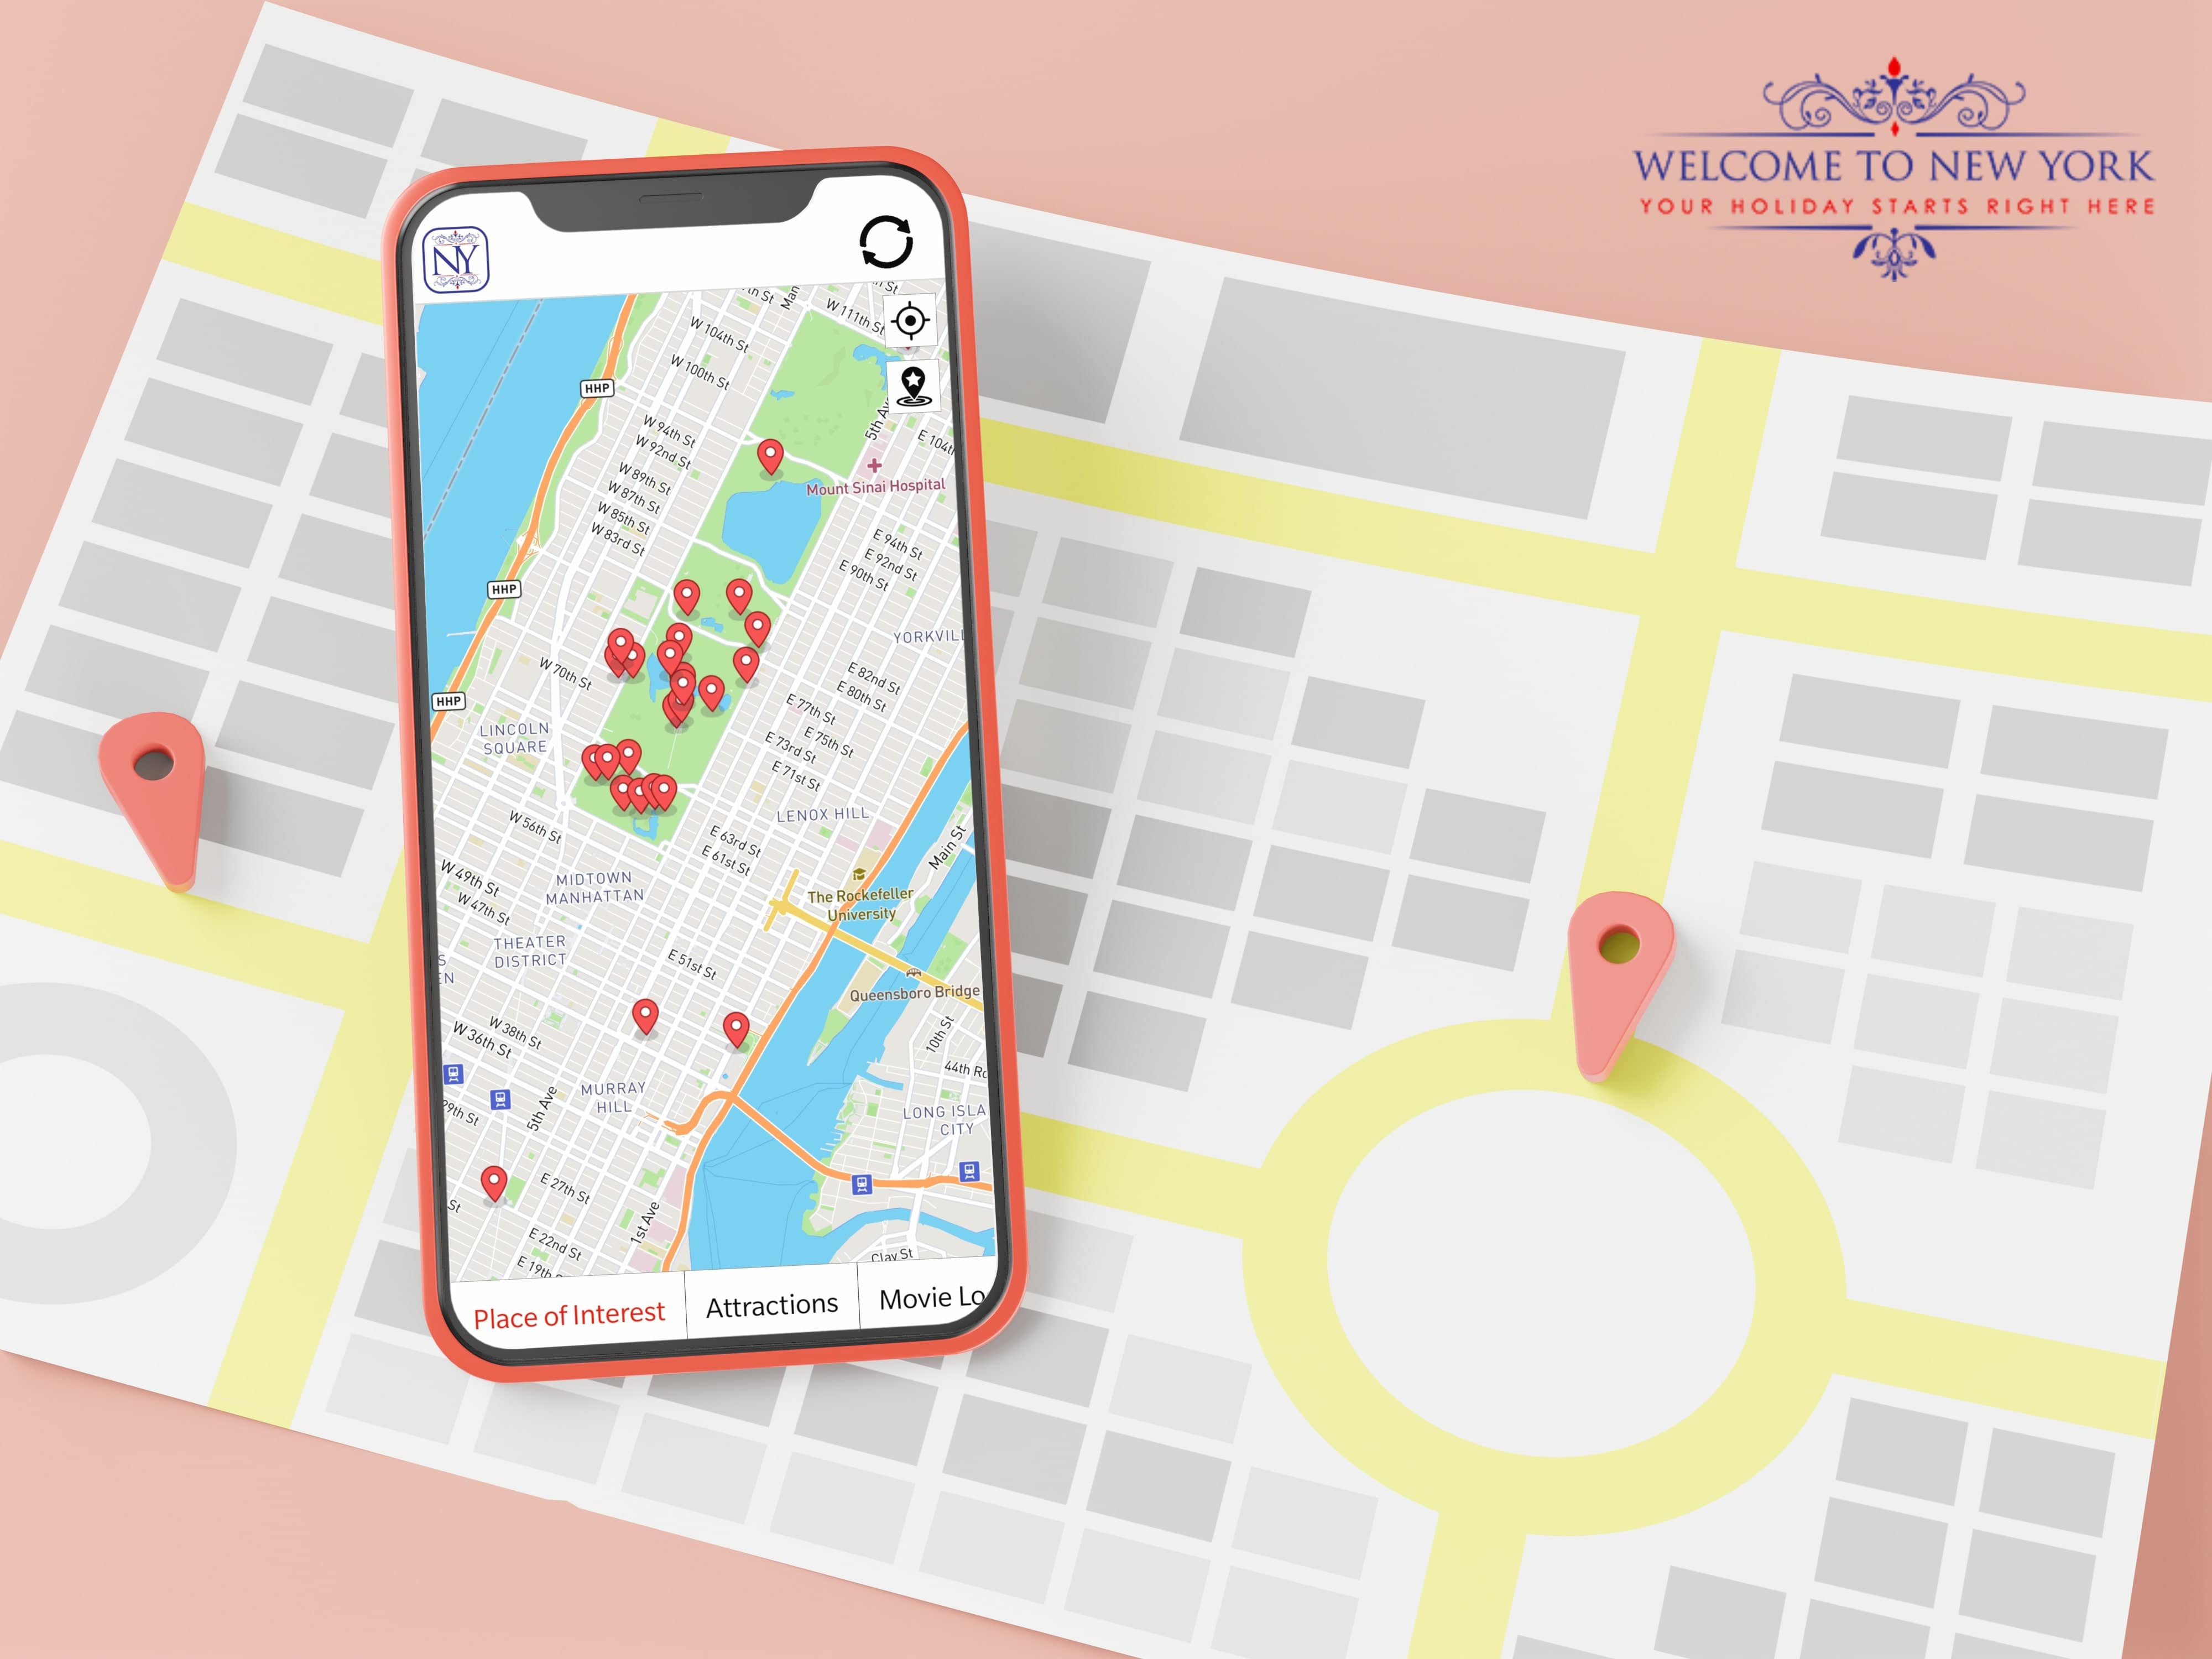 WELCOME TO NEW YORK
YOUR HOLIDAY STARTS RIGHT HERE
NY
W 104th St
W 100th St
W 111th St
HHP
5th Av
E 104th
Mount Sinai Hospital
W 94th St
W 92nd St
W 89th St
W 87th St
W 85th St
W 83rd St
E 94th St
E 92nd St
E 90th St
HHP
YORKVILL
W 70th St
E 82nd St
E 80th St
HHP
LINCOLN
SQUARE
E 77th St
E 75th St
E 73rd St
E 71st St
LENOX HILL
W 56th St
E 63rd St
E 61st St
Main St
W 49th St
W 47th St
MIDTOWN
MANHATTAN
The Rockefeller
University
THEATER
DISTRICT
E 51st St
Queensboro Bridge
W 38th St
W 36th St
10th St
44th Rd
MURRAY
HILL
5th Ave
LONG ISLA
CITY
29th St
E 27th St
1st Ave
St
E 22nd St
E 19th
Clay St
Place of Interest
Attractions
Movie Lo